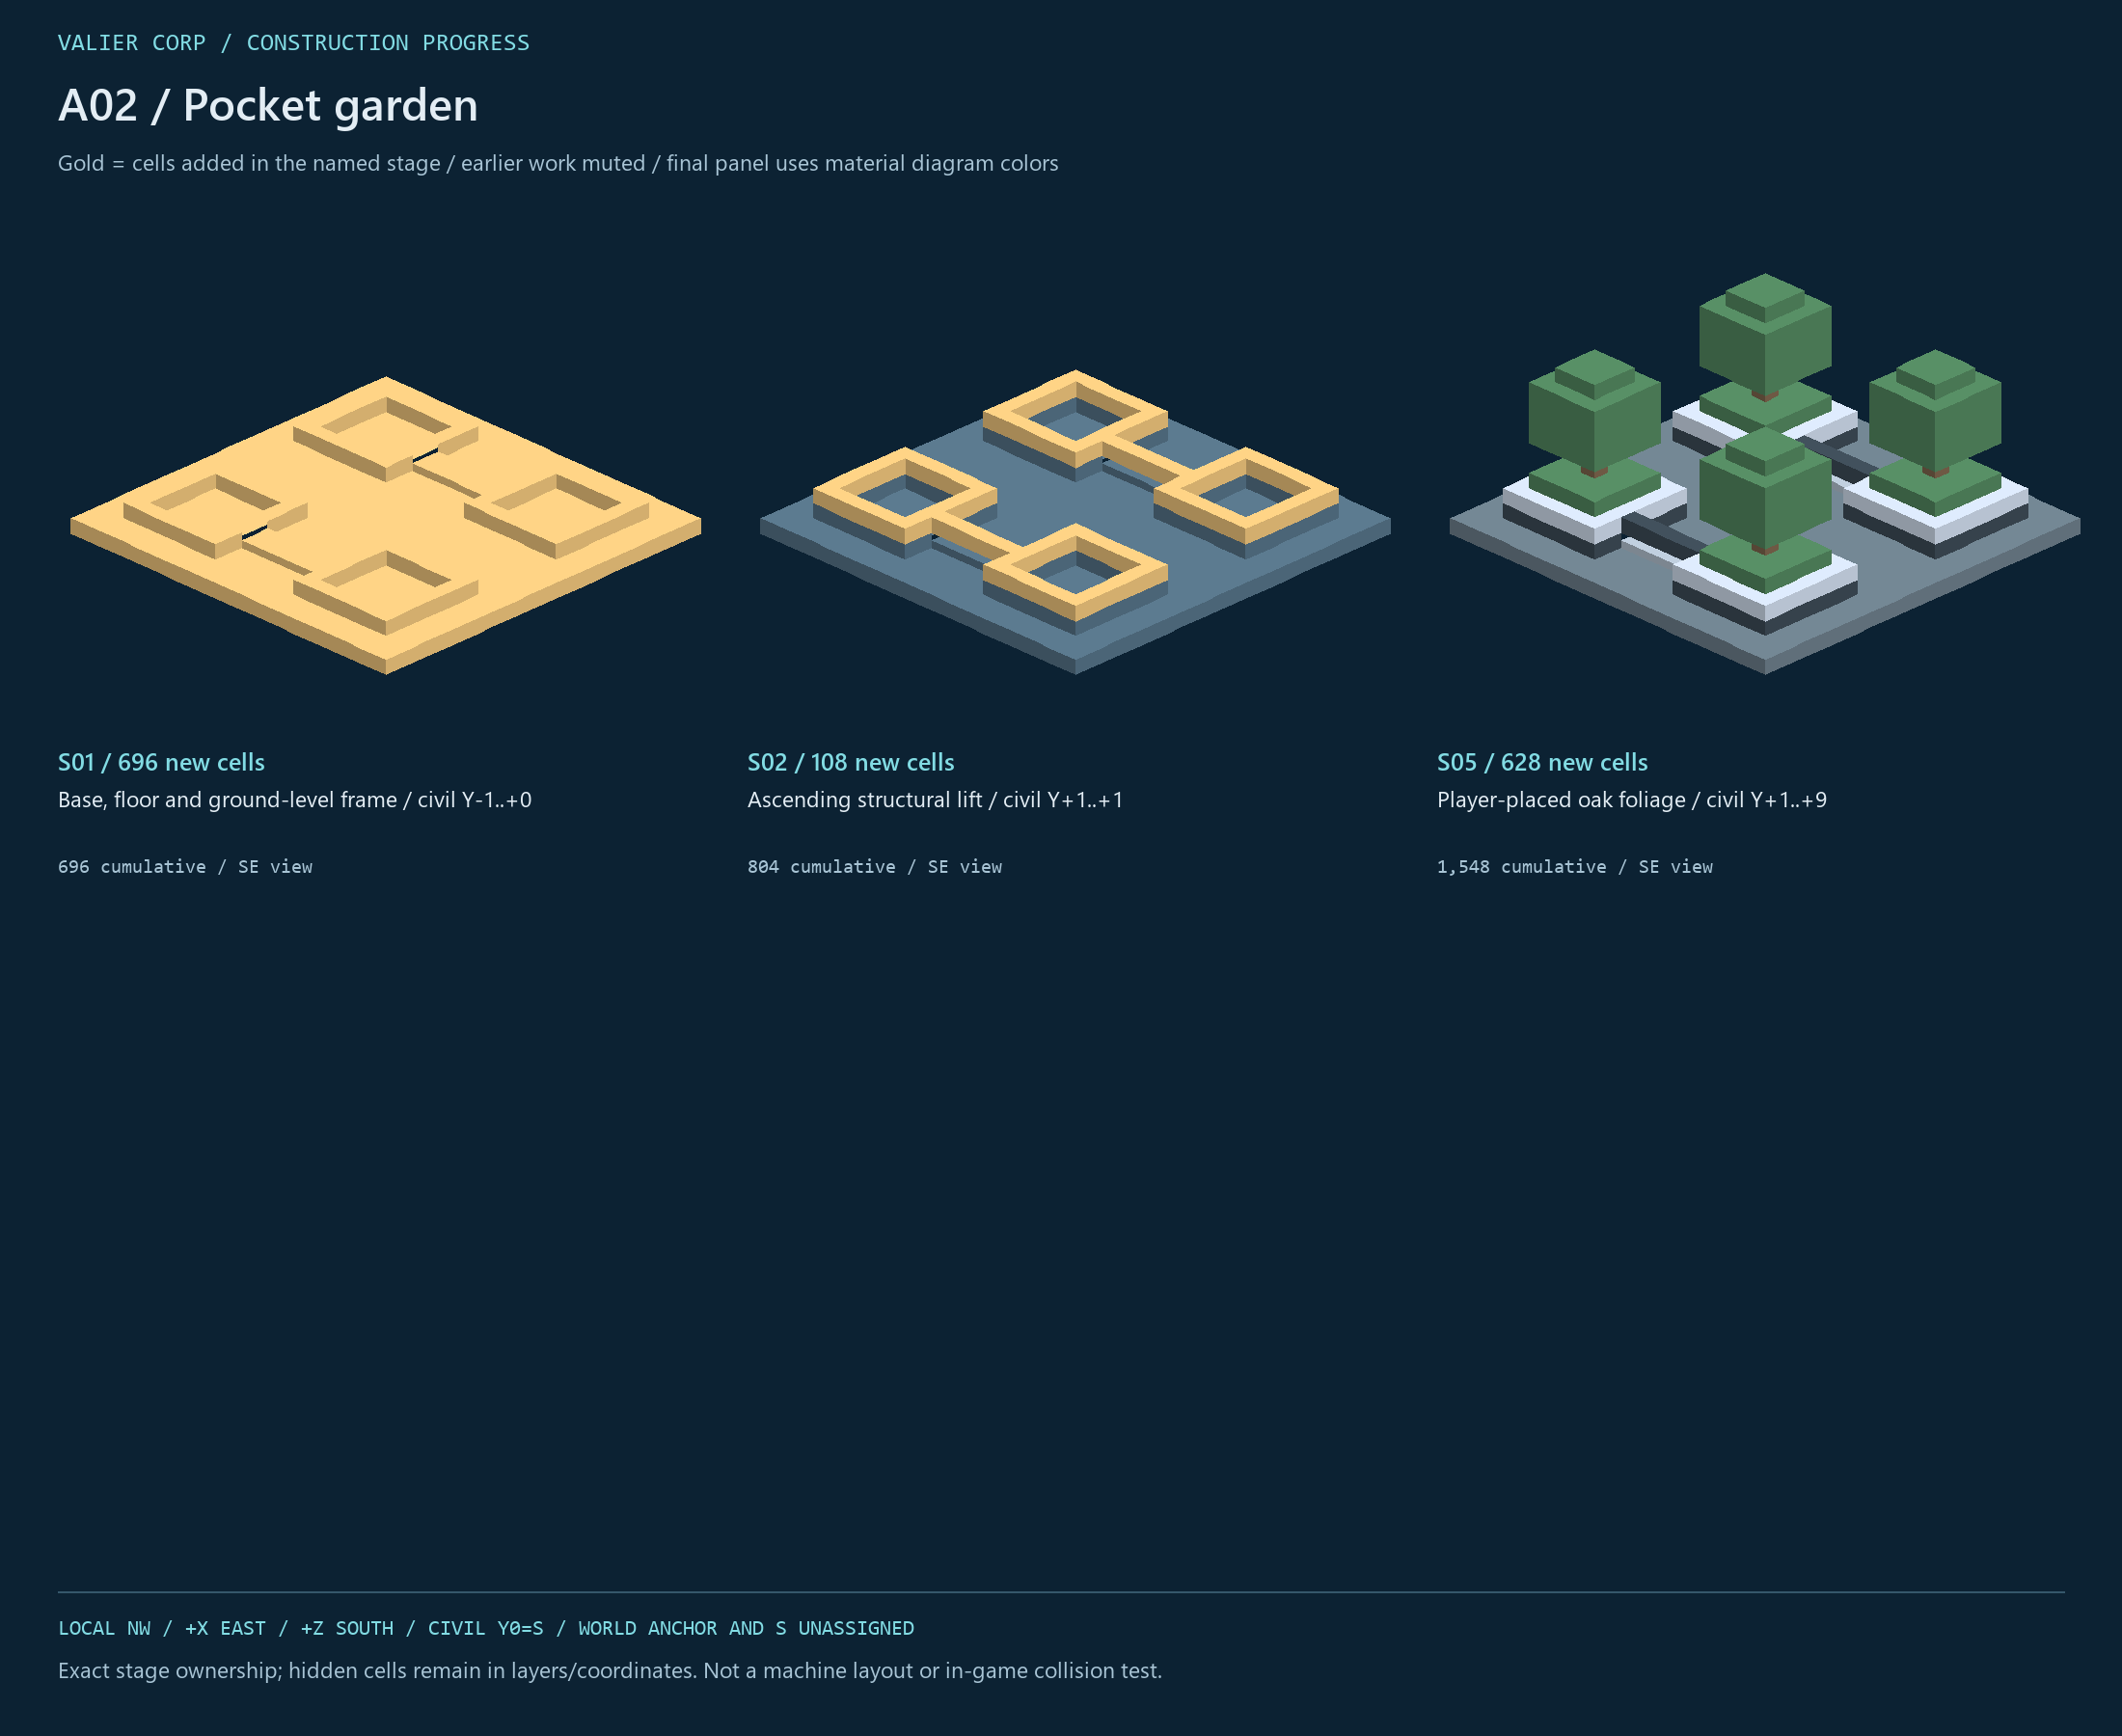 VALIER CORP / CONSTRUCTION PROGRESS
A02 / Pocket garden
Gold = cells added in the named stage / earlier work muted / final panel uses material diagram colors
S01 / 696 new cells
Base, floor and ground-level frame / civil Y-1..+0
696 cumulative / SE view
S02 / 108 new cells
Ascending structural lift / civil Y+1..+1
804 cumulative / SE view
S05 / 628 new cells
Player-placed oak foliage / civil Y+1..+9
1,548 cumulative / SE view
LOCAL NW / +X EAST / +Z SOUTH / CIVIL Y0=S / WORLD ANCHOR AND S UNASSIGNED
Exact stage ownership; hidden cells remain in layers/coordinates. Not a machine layout or in-game collision test.